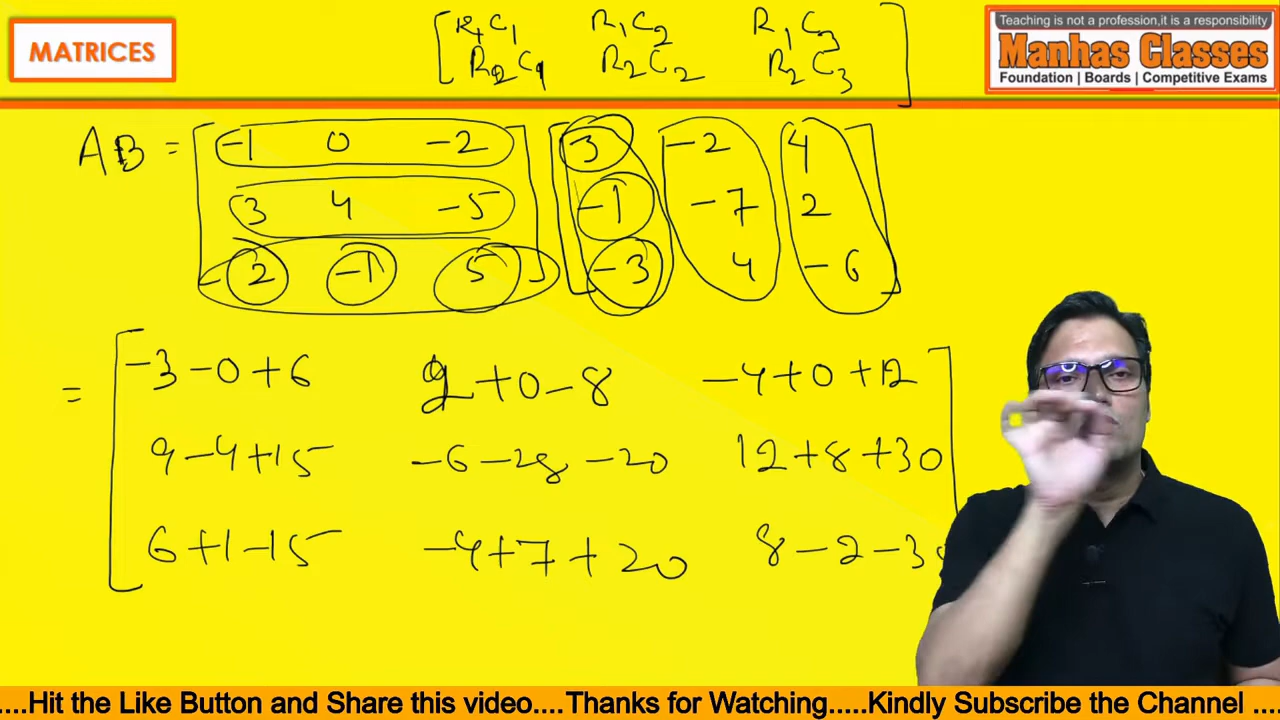 MATRICES
Teaching is not a profession,it is a responsibility
Manhas Classes
Foundation | Boards | Competitive Exams
R1C1 R1C2 R1C3
R2C1 R2C2 R2C3
AB = -1 0 -2 3 -2 4
3 4 -5 -1 -7 2
2 -1 5 -3 4 -6
= -3-0+6 2+0-8 -4+0+12
9-4+15 -6-28-20 12+8+30
6+1-15 -4+7+20 8-2-3
....Hit the Like Button and Share this video....Thanks for Watching.....Kindly Subscribe the Channel ....